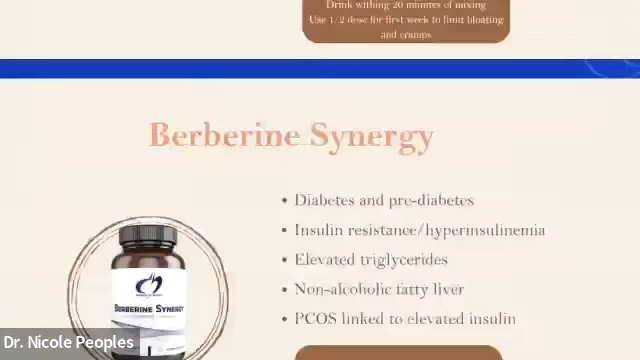 Drink withing 20 minutes of mixing
Use 1/2 dose for first week to limit bloating
and cramps
Berberine Synergy
• Diabetes and pre-diabetes
• Insulin resistance/hyperinsulinemia
• Elevated triglycerides
• Non-alcoholic fatty liver
• PCOS linked to elevated insulin
BERBERINE SYNERGY
Dr. Nicole Peoples